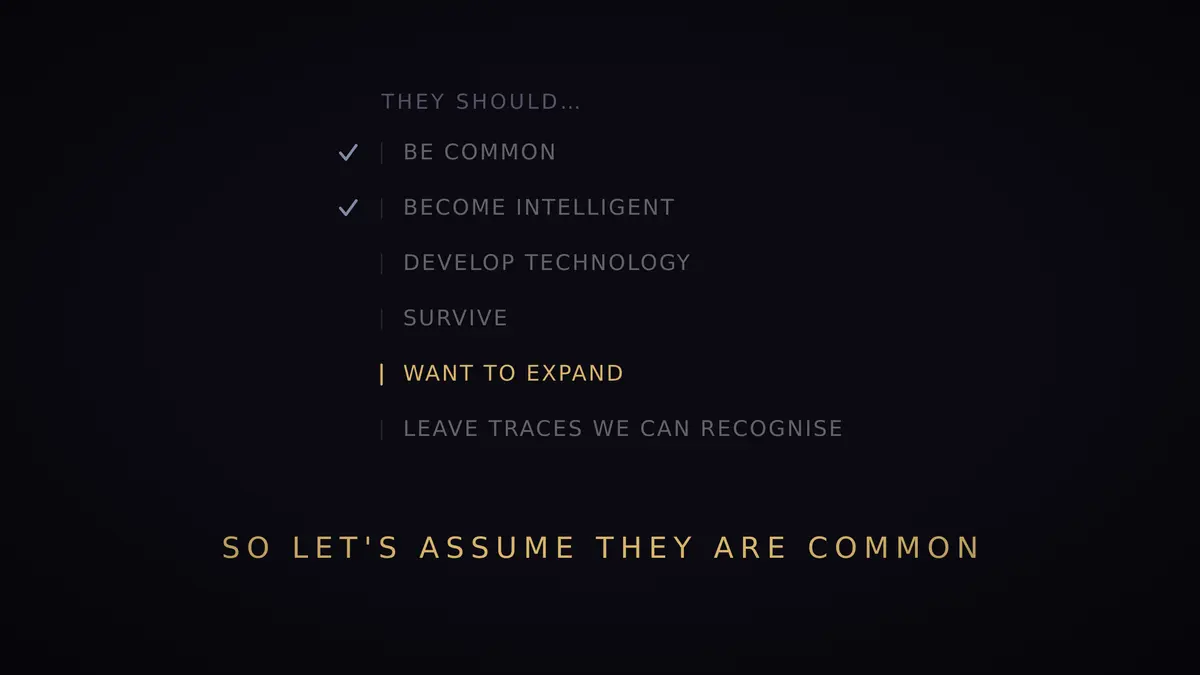 THEY SHOULD…
BE COMMON
BECOME INTELLIGENT
DEVELOP TECHNOLOGY
SURVIVE
WANT TO EXPAND
LEAVE TRACES WE CAN RECOGNISE
SO LET'S ASSUME THEY ARE COMMON